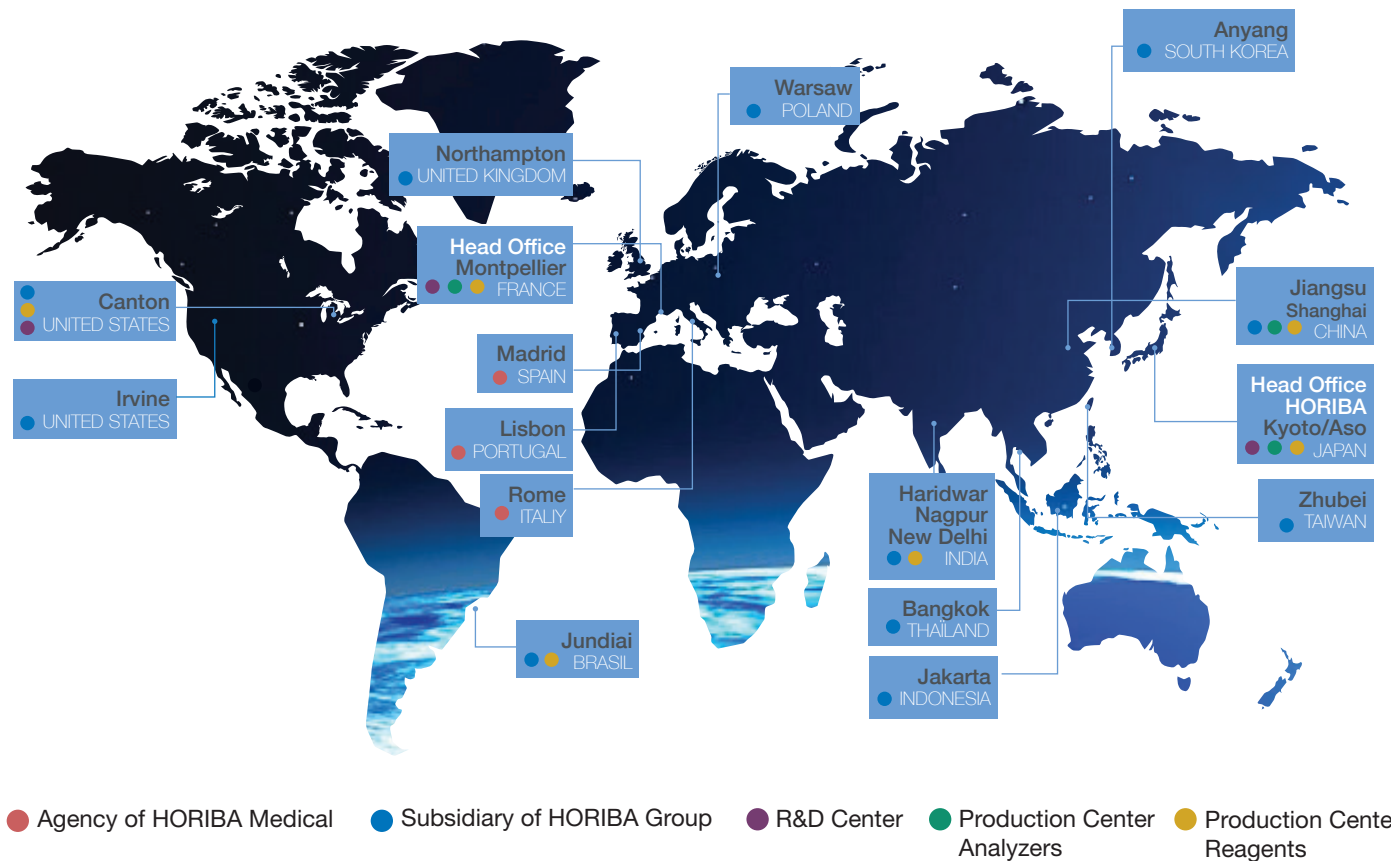 Anyang
SOUTH KOREA
Warsaw
POLAND
Northampton
UNITED KINGDOM
Head Office
Montpellier
FRANCE
Canton
UNITED STATES
Jiangsu
Shanghai
CHINA
Madrid
SPAIN
Irvine
UNITED STATES
Head Office
HORIBA
Kyoto/Aso
JAPAN
Lisbon
PORTUGAL
Rome
ITALIY
Haridwar
Nagpur
New Delhi
INDIA
Zhubei
TAIWAN
Bangkok
THAÏLAND
Jundiai
BRASIL
Jakarta
INDONESIA
Agency of HORIBA Medical
Subsidiary of HORIBA Group
R&D Center
Production Center
Analyzers
Production Cente
Reagents